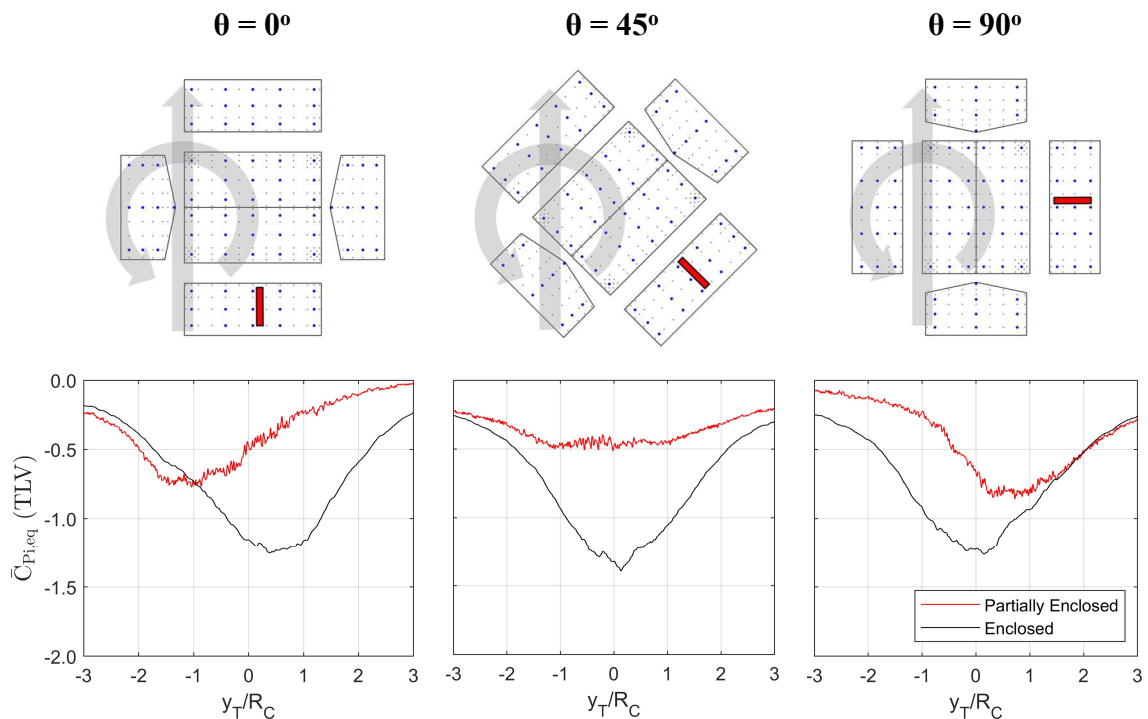 θ = 0º
θ = 45º
θ = 90º
C̄Pi,eq (TLV)
0.0
-0.5
-1.0
-1.5
-2.0
-3 -2 -1 0 1 2 3
-3 -2 -1 0 1 2 3
-3 -2 -1 0 1 2 3
Partially Enclosed
Enclosed
yT/RC
yT/RC
yT/RC